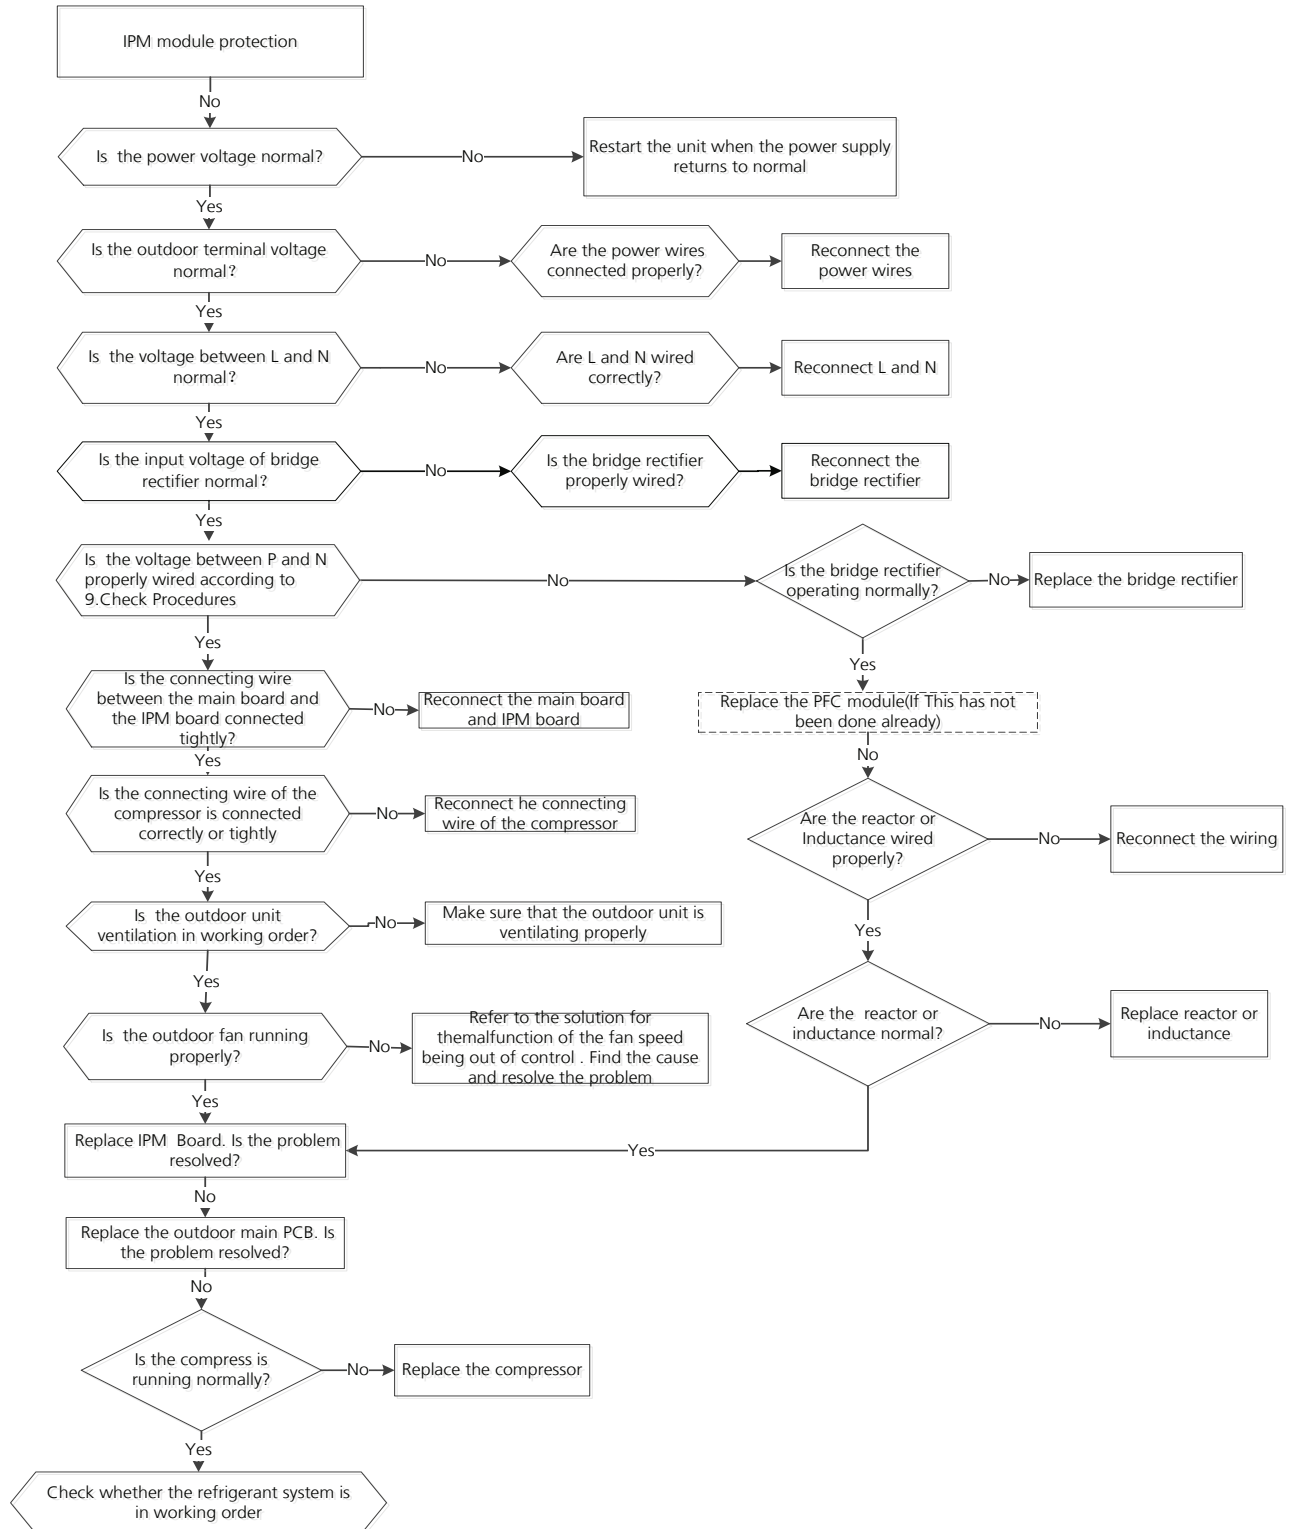 IPM module protection
No
Is the power voltage normal?
No
Restart the unit when the power supply
returns to normal
Yes
Is the outdoor terminal voltage
normal?
No
Are the power wires
connected properly?
Reconnect the
power wires
Yes
Is the voltage between L and N
normal?
No
Are L and N wired
correctly?
Reconnect L and N
Yes
Is the input voltage of bridge
rectifier normal?
No
Is the bridge rectifier
properly wired?
Reconnect the
bridge rectifier
Yes
Is the voltage between P and N
properly wired according to
9.Check Procedures
No
Is the bridge rectifier
operating normally?
No
Replace the bridge rectifier
Yes
Yes
Is the connecting wire
between the main board and
the IPM board connected
tightly?
No
Reconnect the main board
and IPM board
Replace the PFC module(If This has not
been done already)
Yes
No
Is the connecting wire of the
compressor is connected
correctly or tightly
No
Reconnect he connecting
wire of the compressor
Are the reactor or
Inductance wired
properly?
No
Reconnect the wiring
Yes
Is the outdoor unit
ventilation in working order?
No
Make sure that the outdoor unit is
ventilating properly
Yes
Yes
Is the outdoor fan running
properly?
No
Refer to the solution for
themalfunction of the fan speed
being out of control . Find the cause
and resolve the problem
Are the reactor or
inductance normal?
No
Replace reactor or
inductance
Yes
Replace IPM Board. Is the problem
resolved?
Yes
No
Replace the outdoor main PCB. Is
the problem resolved?
No
Is the compress is
running normally?
No
Replace the compressor
Yes
Check whether the refrigerant system is
in working order